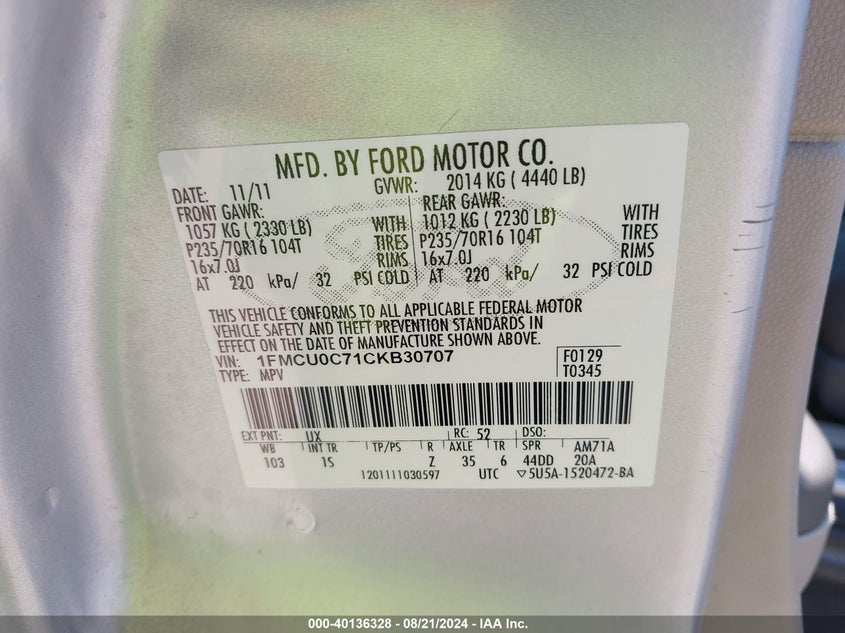 MFD. BY FORD MOTOR CO.
DATE: 11/11 GVWR: 2014 KG ( 4440 LB)
FRONT GAWR: REAR GAWR:
1057 KG ( 2330 LB) WITH 1012 KG ( 2230 LB) WITH
P235/70R16 104T TIRES P235/70R16 104T TIRES
16x7.0J RIMS 16x7.0J RIMS
AT 220 kPa/ 32 PSI COLD AT 220 kPa/ 32 PSI COLD
THIS VEHICLE CONFORMS TO ALL APPLICABLE FEDERAL MOTOR
VEHICLE SAFETY AND THEFT PREVENTION STANDARDS IN
EFFECT ON THE DATE OF MANUFACTURE SHOWN ABOVE.
VIN: 1FMCU0C71CKB30707 F0129
TYPE: MPV T0345
EXT PNT: UX RC: 52 DSO:
WB INT TR TP/PS R AXLE TR SPR AM71A
103 1S Z 35 6 44DD 20A
1201111030597 UTC ▽5U5A-1520472-BA
000-40136328 - 08/21/2024 - IAA Inc.